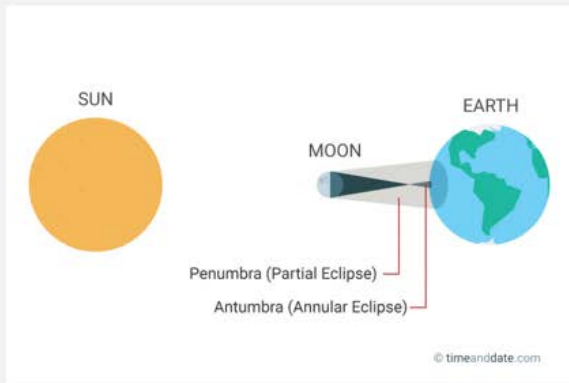 SUN
EARTH
MOON
Penumbra (Partial Eclipse)
Antumbra (Annular Eclipse)
© timeanddate.com